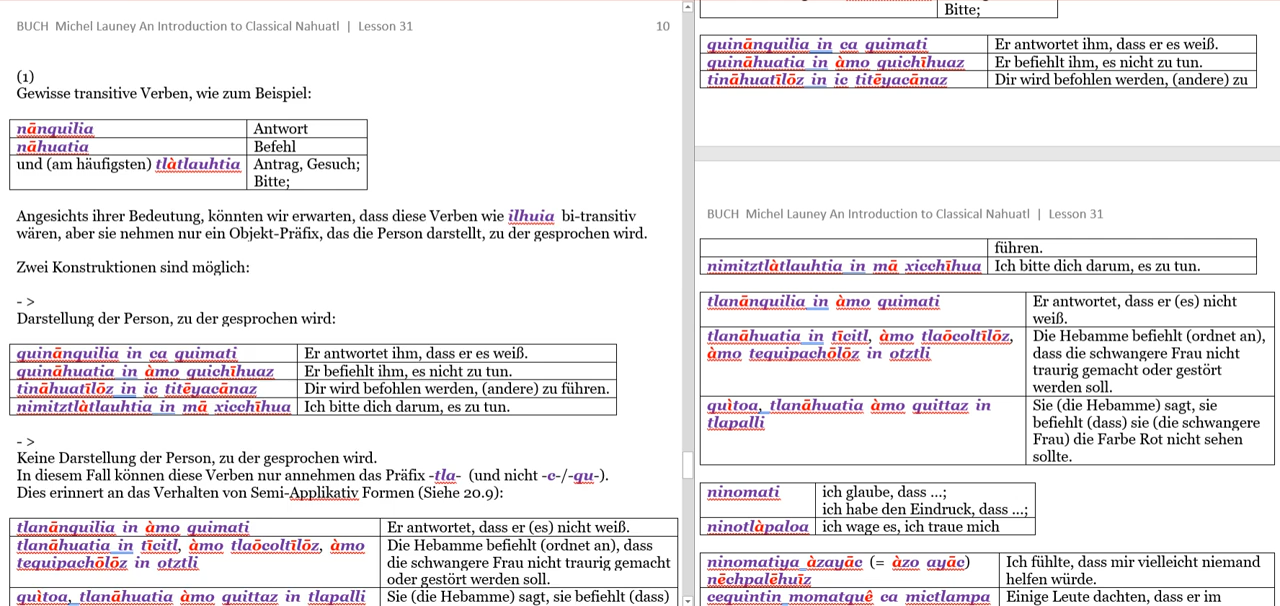 BUCH Michel Launey An Introduction to Classical Nahuatl | Lesson 31 10
(1)
Gewisse transitive Verben, wie zum Beispiel:
nānquilia Antwort
nāhuatia Befehl
und (am häufigsten) tlàtlauhtia Antrag, Gesuch;
Bitte;
Angesichts ihrer Bedeutung, könnten wir erwarten, dass diese Verben wie ilhuia bi-transitiv
wären, aber sie nehmen nur ein Objekt-Präfix, das die Person darstellt, zu der gesprochen wird.
Zwei Konstruktionen sind möglich:
- >
Darstellung der Person, zu der gesprochen wird:
quinānquilia in ca quimati Er antwortet ihm, dass er es weiß.
quināhuatia in àmo quichīhuaz Er befiehlt ihm, es nicht zu tun.
tināhuatīlōz in ic titēyacānaz Dir wird befohlen werden, (andere) zu führen.
nimitztlàtlauhtia in mā xicchīhua Ich bitte dich darum, es zu tun.
- >
Keine Darstellung der Person, zu der gesprochen wird.
In diesem Fall können diese Verben nur annehmen das Präfix -tla- (und nicht -c-/-qu-).
Dies erinnert an das Verhalten von Semi-Applikativ Formen (Siehe 20.9):
tlanānquilia in àmo quimati Er antwortet, dass er (es) nicht weiß.
tlanāhuatia in tīcitl, àmo tlaōcoltīlōz, àmo Die Hebamme befiehlt (ordnet an), dass
tequipachōlōz in otztli die schwangere Frau nicht traurig gemacht
oder gestört werden soll.
quìtoa, tlanāhuatia àmo quittaz in tlapalli Sie (die Hebamme) sagt, sie befiehlt (dass)
Bitte;
quinānquilia in ca quimati Er antwortet ihm, dass er es weiß.
quināhuatia in àmo quichīhuaz Er befiehlt ihm, es nicht zu tun.
tināhuatīlōz in ic titēyacānaz Dir wird befohlen werden, (andere) zu
BUCH Michel Launey An Introduction to Classical Nahuatl | Lesson 31
führen.
nimitztlàtlauhtia in mā xicchīhua Ich bitte dich darum, es zu tun.
tlanānquilia in àmo quimati Er antwortet, dass er (es) nicht
weiß.
tlanāhuatia in tīcitl, àmo tlaōcoltīlōz, Die Hebamme befiehlt (ordnet an),
àmo tequipachōlōz in otztli dass die schwangere Frau nicht
traurig gemacht oder gestört
werden soll.
quìtoa, tlanāhuatia àmo quittaz in Sie (die Hebamme) sagt, sie
tlapalli befiehlt (dass) sie (die schwangere
Frau) die Farbe Rot nicht sehen
sollte.
ninomati ich glaube, dass ...;
ich habe den Eindruck, dass ...;
ninotlàpaloa ich wage es, ich traue mich
ninomatiya àzayāc (= àzo ayāc) Ich fühlte, dass mir vielleicht niemand
nēchpalēhuīz helfen würde.
cequintin momatquê ca mictlampa Einige Leute dachten, dass er im